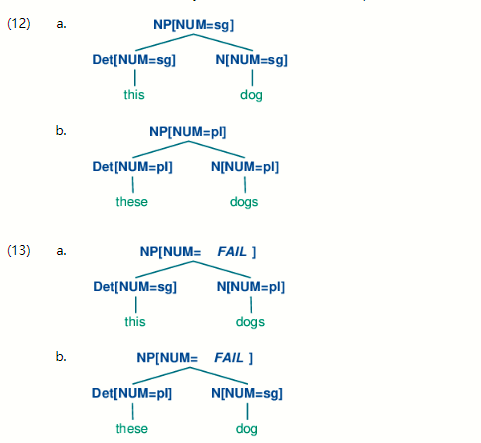 (12) a. NP[NUM=sg]
Det[NUM=sg] N[NUM=sg]
this dog
b. NP[NUM=pl]
Det[NUM=pl] N[NUM=pl]
these dogs
(13) a. NP[NUM= FAIL ]
Det[NUM=sg] N[NUM=pl]
this dogs
b. NP[NUM= FAIL ]
Det[NUM=pl] N[NUM=sg]
these dog